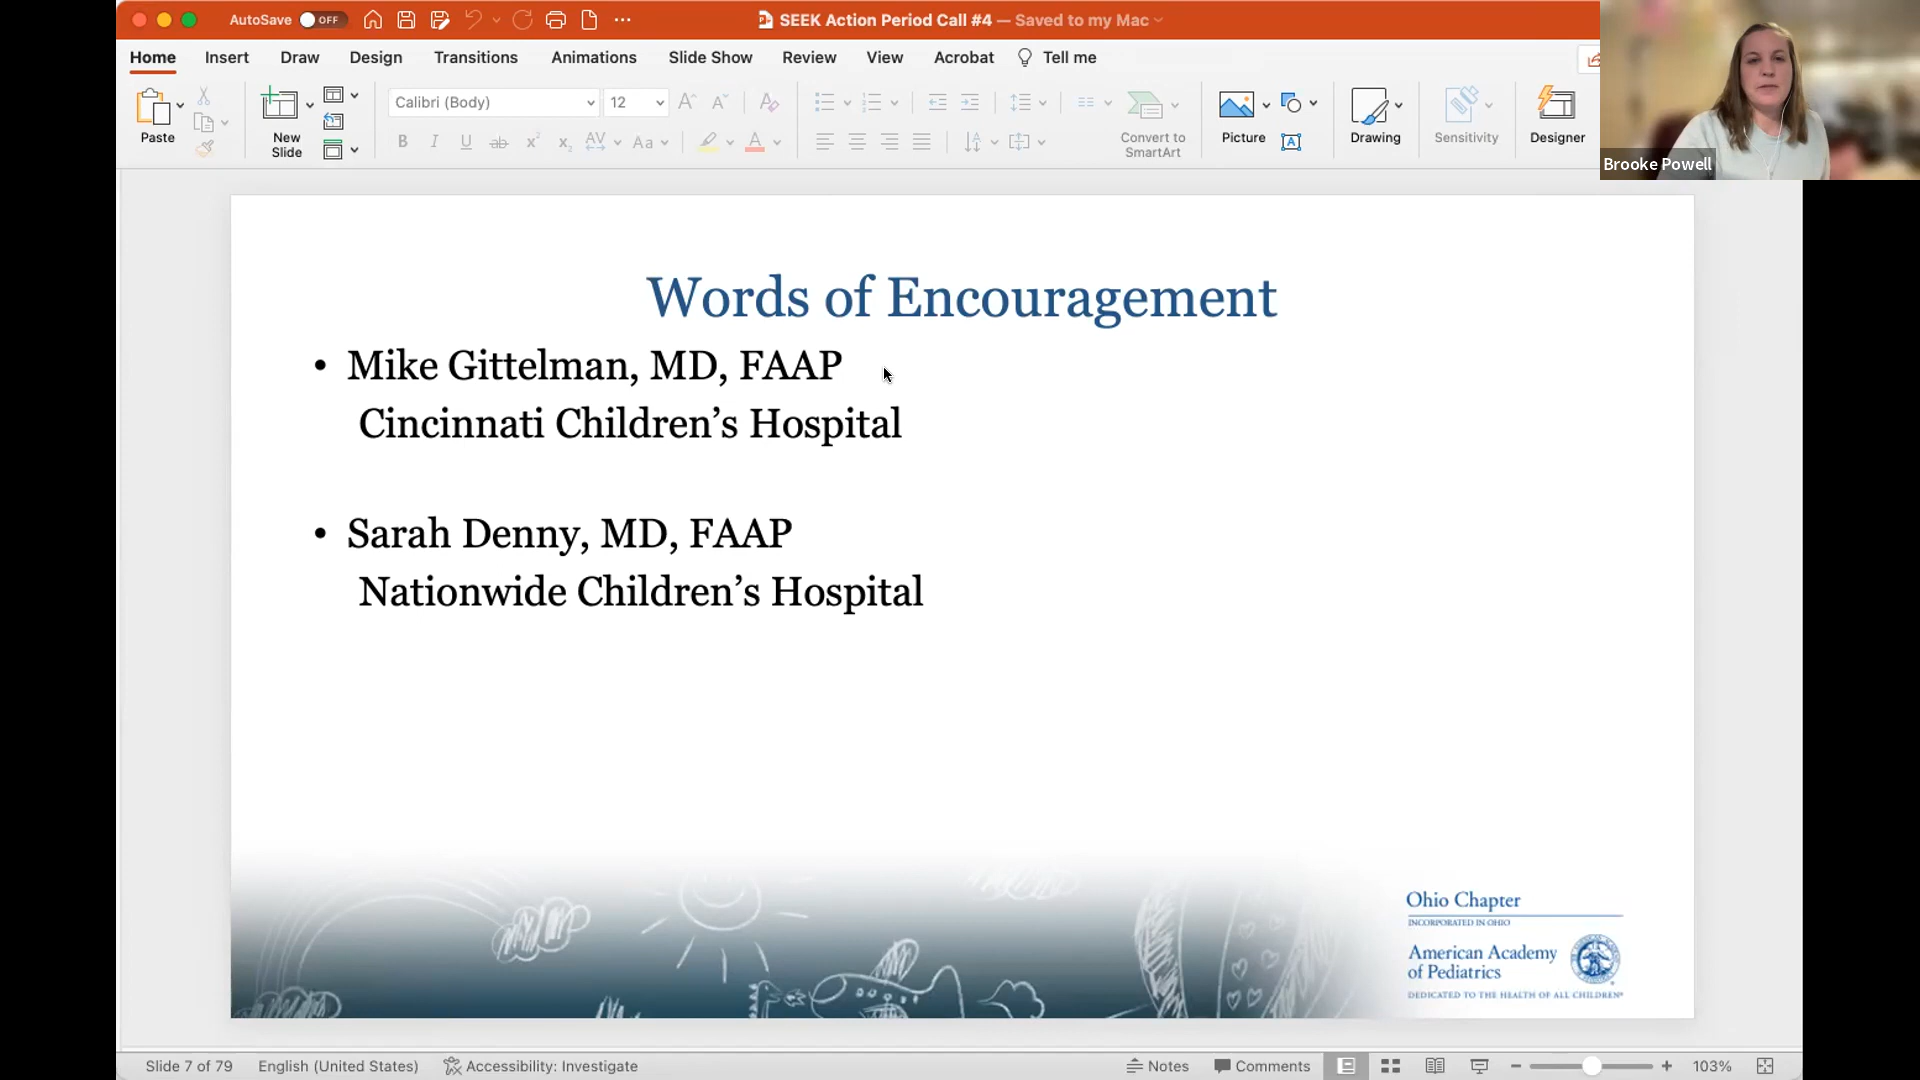 AutoSave OFF
SEEK Action Period Call #4 — Saved to my Mac
Home Insert Draw Design Transitions Animations Slide Show Review View Acrobat Tell me
Calibri (Body) 12
Paste
New
Slide
Convert to
SmartArt
Picture
Drawing
Sensitivity
Designer
Brooke Powell
Words of Encouragement
• Mike Gittelman, MD, FAAP
Cincinnati Children’s Hospital
• Sarah Denny, MD, FAAP
Nationwide Children’s Hospital
Ohio Chapter
INCORPORATED IN OHIO
American Academy
of Pediatrics
DEDICATED TO THE HEALTH OF ALL CHILDREN®
Slide 7 of 79 English (United States) Accessibility: Investigate Notes Comments 103%